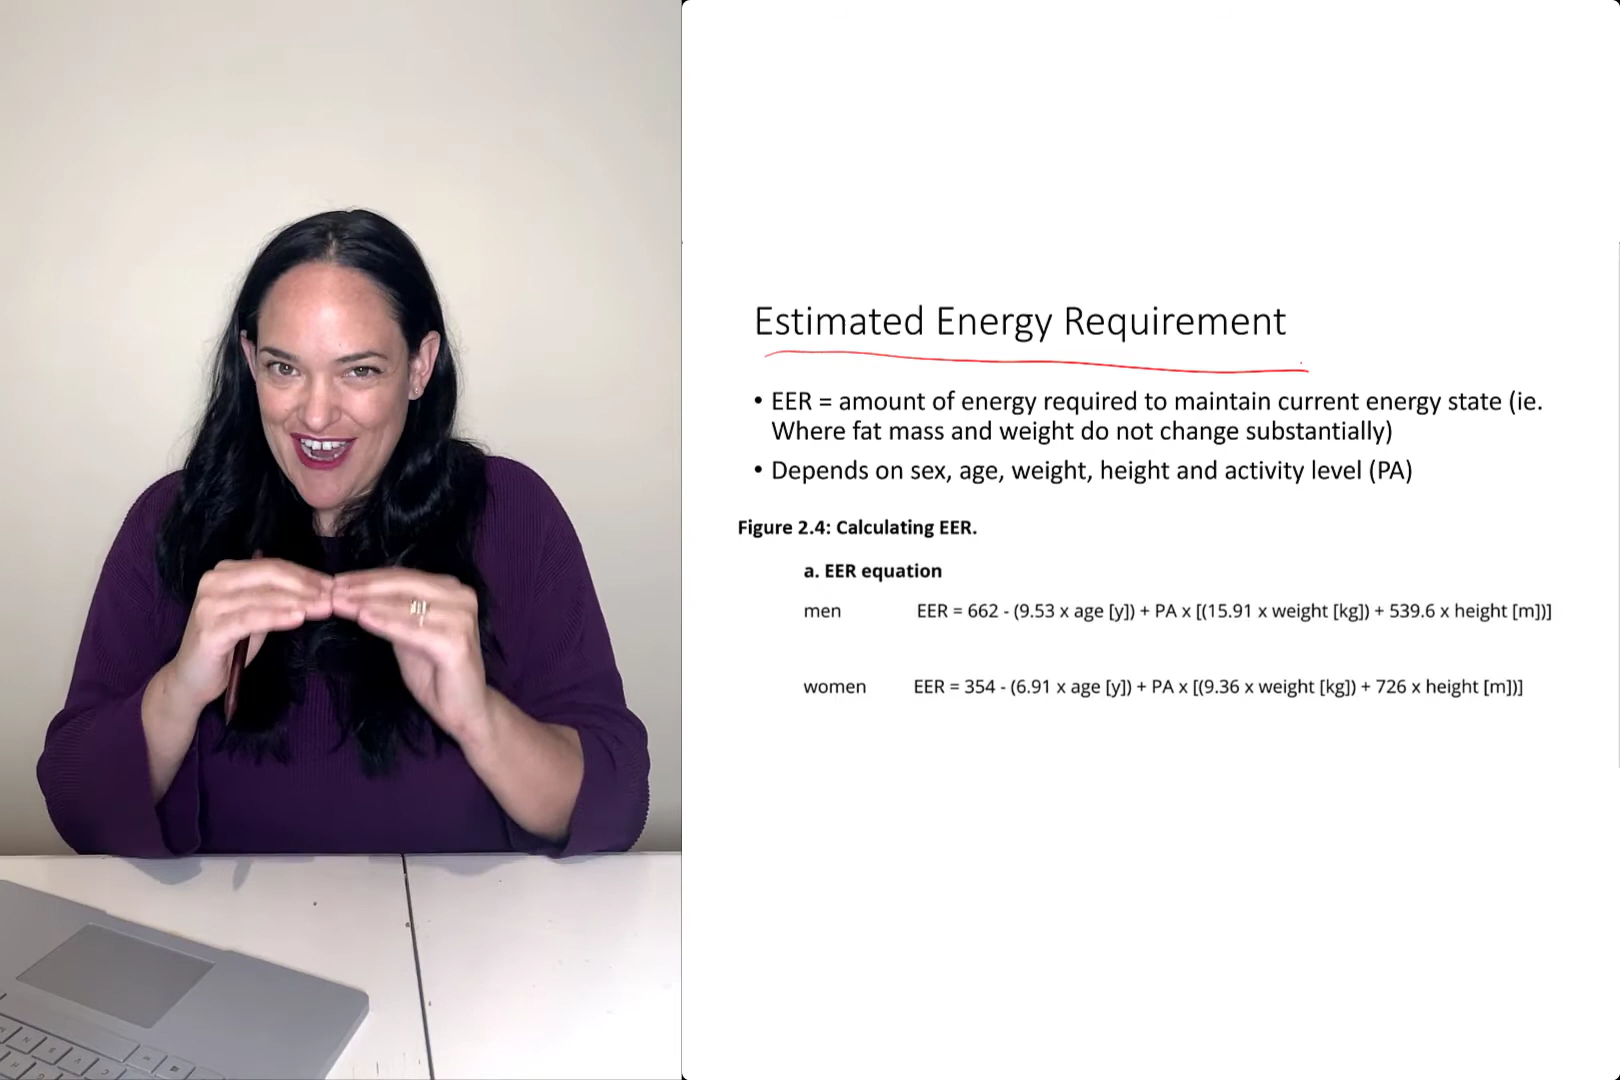 Estimated Energy Requirement
• EER = amount of energy required to maintain current energy state (ie.
Where fat mass and weight do not change substantially)
• Depends on sex, age, weight, height and activity level (PA)
Figure 2.4: Calculating EER.
a. EER equation
men EER = 662 - (9.53 x age [y]) + PA x [(15.91 x weight [kg]) + 539.6 x height [m])]
women EER = 354 - (6.91 x age [y]) + PA x [(9.36 x weight [kg]) + 726 x height [m])]